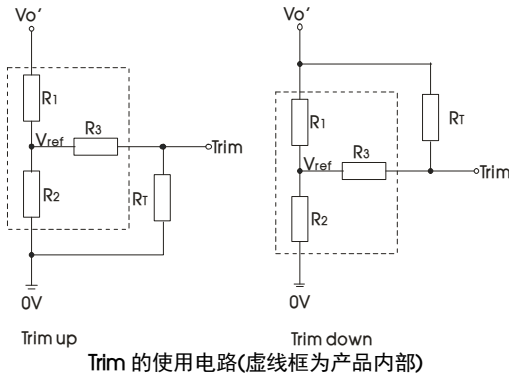 Vo'
R1
Vref
R3
Trim
R2
RT
0V
Trim up
Vo'
R1
RT
Vref
R3
Trim
R2
0V
Trim down
Trim 的使用电路(虚线框为产品内部)